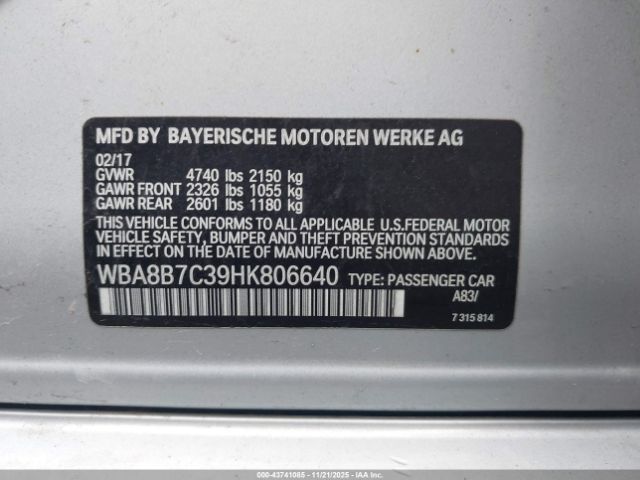 MFD BY BAYERISCHE MOTOREN WERKE AG
02/17
GVWR 4740 lbs 2150 kg
GAWR FRONT 2326 lbs 1055 kg
GAWR REAR 2601 lbs 1180 kg
THIS VEHICLE CONFORMS TO ALL APPLICABLE U.S.FEDERAL MOTOR
VEHICLE SAFETY, BUMPER AND THEFT PREVENTION STANDARDS
IN EFFECT ON THE DATE OF MANUFACTURE SHOWN ABOVE.
WBA8B7C39HK806640 TYPE: PASSENGER CAR
A83/
7 315 814
000-43741085 - 11/21/2025 - IAA Inc.